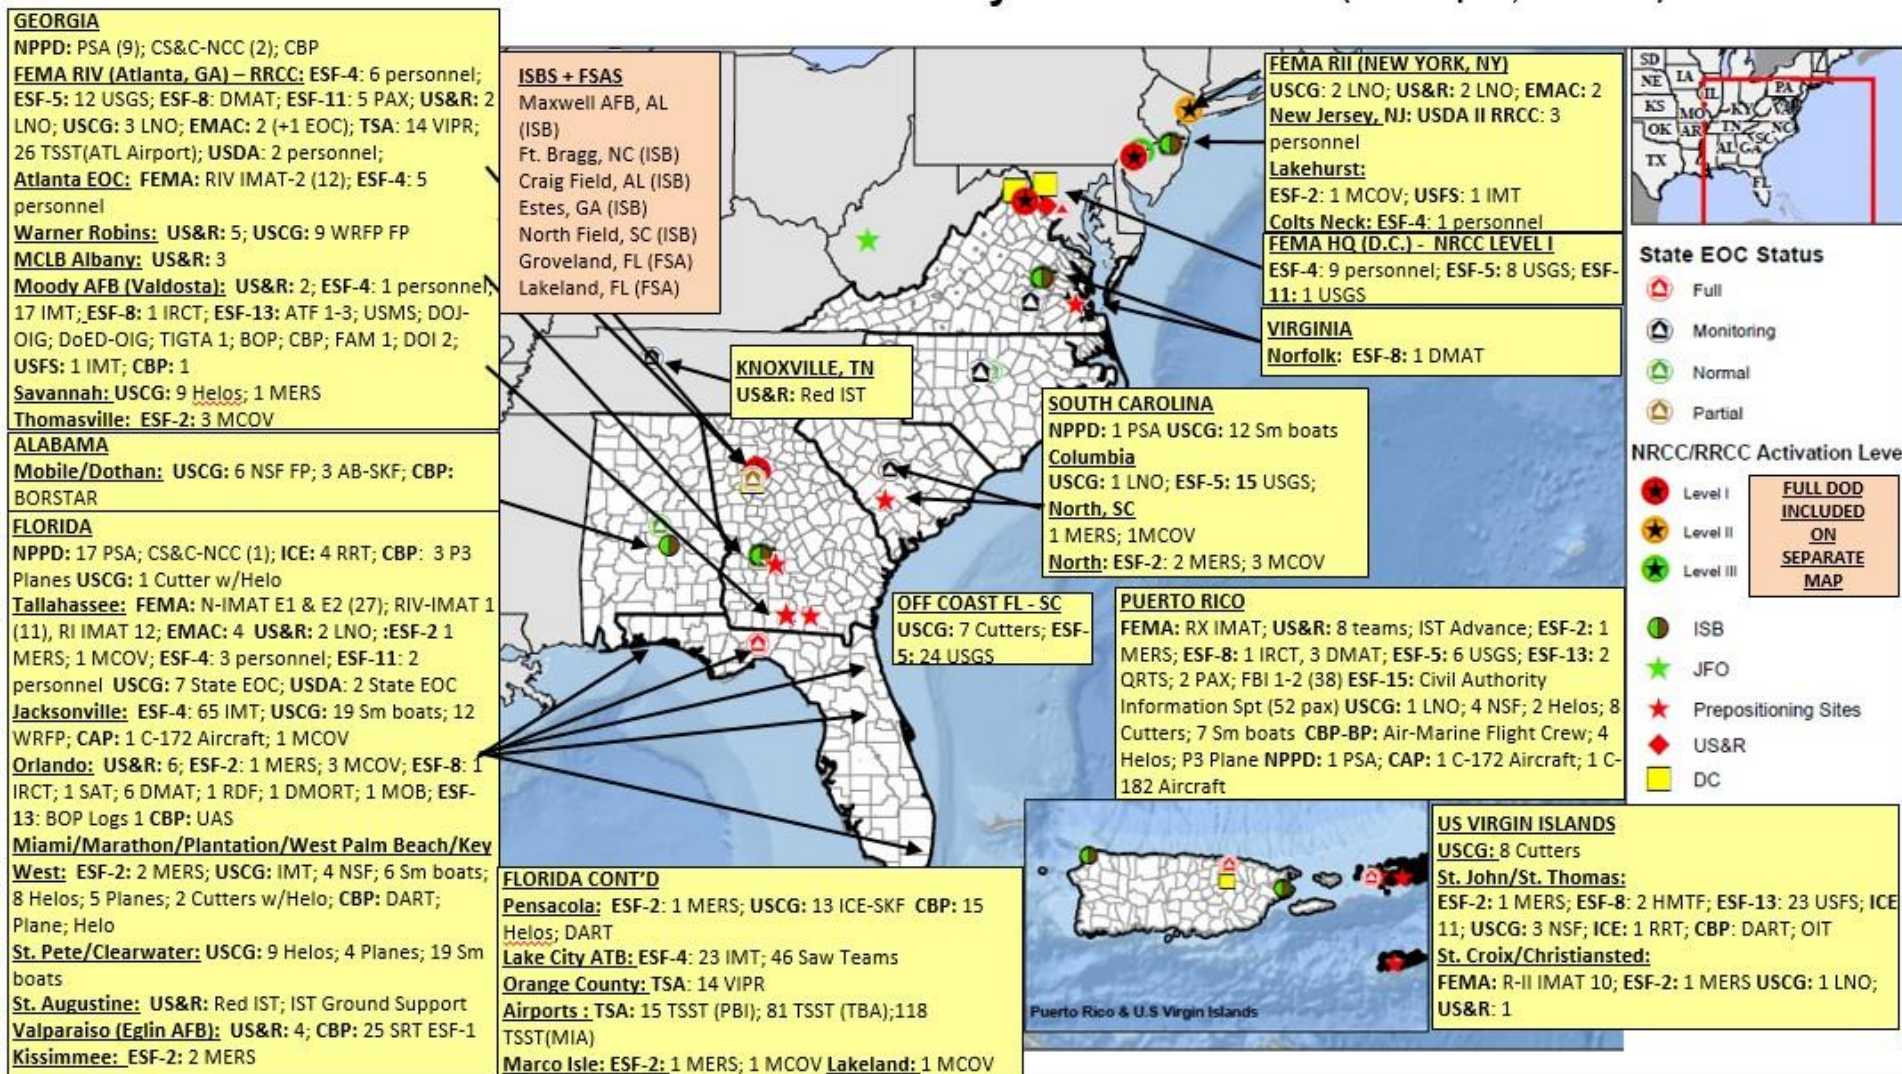 GEORGIA
NPPD: PSA (9); CS&C-NCC (2); CBP
FEMA RIV (Atlanta, GA) – RRCC: ESF-4: 6 personnel;
ESF-5: 12 USGS; ESF-8: DMAT; ESF-11: 5 PAX; US&R: 2
LNO; USCG: 3 LNO; EMAC: 2 (+1 EOC); TSA: 14 VIPR;
26 TSST(ATL Airport); USDA: 2 personnel;
Atlanta EOC: FEMA: RIV IMAT-2 (12); ESF-4: 5
personnel
Warner Robins: US&R: 5; USCG: 9 WRFP FP
MCLB Albany: US&R: 3
Moody AFB (Valdosta): US&R: 2; ESF-4: 1 personnel;
17 IMT; ESF-8: 1 IRCT; ESF-13: ATF 1-3; USMS; DOJ-
OIG; DoED-OIG; TIGTA 1; BOP; CBP; FAM 1; DOI 2;
USFS: 1 IMT; CBP: 1
Savannah: USCG: 9 Helos; 1 MERS
Thomasville: ESF-2: 3 MCOV
ALABAMA
Mobile/Dothan: USCG: 6 NSF FP; 3 AB-SKF; CBP:
BORSTAR
FLORIDA
NPPD: 17 PSA; CS&C-NCC (1); ICE: 4 RRT; CBP: 3 P3
Planes USCG: 1 Cutter w/Helo
Tallahassee: FEMA: N-IMAT E1 & E2 (27); RIV-IMAT 1
(11), RI IMAT 12; EMAC: 4 US&R: 2 LNO; :ESF-2 1
MERS; 1 MCOV; ESF-4: 3 personnel; ESF-11: 2
personnel USCG: 7 State EOC; USDA: 2 State EOC
Jacksonville: ESF-4: 65 IMT; USCG: 19 Sm boats; 12
WRFP; CAP: 1 C-172 Aircraft; 1 MCOV
Orlando: US&R: 6; ESF-2: 1 MERS; 3 MCOV; ESF-8: 1
IRCT; 1 SAT; 6 DMAT; 1 RDF; 1 DMORT; 1 MOB; ESF-
13: BOP Logs 1 CBP: UAS
Miami/Marathon/Plantation/West Palm Beach/Key
West: ESF-2: 2 MERS; USCG: IMT; 4 NSF; 6 Sm boats;
8 Helos; 5 Planes; 2 Cutters w/Helo; CBP: DART;
Plane; Helo
St. Pete/Clearwater: USCG: 9 Helos; 4 Planes; 19 Sm
boats
St. Augustine: US&R: Red IST; IST Ground Support
Valparaiso (Eglin AFB): US&R: 4; CBP: 25 SRT ESF-1
Kissimmee: ESF-2: 2 MERS
ISBS + FSAS
Maxwell AFB, AL
(ISB)
Ft. Bragg, NC (ISB)
Craig Field, AL (ISB)
Estes, GA (ISB)
North Field, SC (ISB)
Groveland, FL (FSA)
Lakeland, FL (FSA)
KNOXVILLE, TN
US&R: Red IST
FEMA RII (NEW YORK, NY)
USCG: 2 LNO; US&R: 2 LNO; EMAC: 2
New Jersey, NJ: USDA II RRCC: 3
personnel
Lakehurst:
ESF-2: 1 MCOV; USFS: 1 IMT
Colts Neck: ESF-4: 1 personnel
FEMA HQ (D.C.) - NRCC LEVEL I
ESF-4: 9 personnel; ESF-5: 8 USGS; ESF-
11: 1 USGS
VIRGINIA
Norfolk: ESF-8: 1 DMAT
SOUTH CAROLINA
NPPD: 1 PSA USCG: 12 Sm boats
Columbia
USCG: 1 LNO; ESF-5: 15 USGS;
North, SC
1 MERS; 1MCOV
North: ESF-2: 2 MERS; 3 MCOV
OFF COAST FL - SC
USCG: 7 Cutters; ESF-
5: 24 USGS
PUERTO RICO
FEMA: RX IMAT; US&R: 8 teams; IST Advance; ESF-2: 1
MERS; ESF-8: 1 IRCT, 3 DMAT; ESF-5: 6 USGS; ESF-13: 2
QRTS; 2 PAX; FBI 1-2 (38) ESF-15: Civil Authority
Information Spt (52 pax) USCG: 1 LNO; 4 NSF; 2 Helos; 8
Cutters; 7 Sm boats CBP-BP: Air-Marine Flight Crew; 4
Helos; P3 Plane NPPD: 1 PSA; CAP: 1 C-172 Aircraft; 1 C-
182 Aircraft
FLORIDA CONT'D
Pensacola: ESF-2: 1 MERS; USCG: 13 ICE-SKF CBP: 15
Helos; DART
Lake City ATB: ESF-4: 23 IMT; 46 Saw Teams
Orange County: TSA: 14 VIPR
Airports : TSA: 15 TSST (PBI); 81 TSST (TBA);118
TSST(MIA)
Marco Isle: ESF-2: 1 MERS; 1 MCOV Lakeland: 1 MCOV
Puerto Rico & U.S Virgin Islands
US VIRGIN ISLANDS
USCG: 8 Cutters
St. John/St. Thomas:
ESF-2: 1 MERS; ESF-8: 2 HMTF; ESF-13: 23 USFS; ICE
11; USCG: 3 NSF; ICE: 1 RRT; CBP: DART; OIT
St. Croix/Christiansted:
FEMA: R-II IMAT 10; ESF-2: 1 MERS USCG: 1 LNO;
US&R: 1
SD
NE IA
IL PA
KS MO KY VA
OK AR TN NC
SC
AL GA
TX
FL
State EOC Status
Full
Monitoring
Normal
Partial
NRCC/RRCC Activation Leve
Level I
Level II
Level III
FULL DOD
INCLUDED
ON
SEPARATE
MAP
ISB
JFO
Prepositioning Sites
US&R
DC